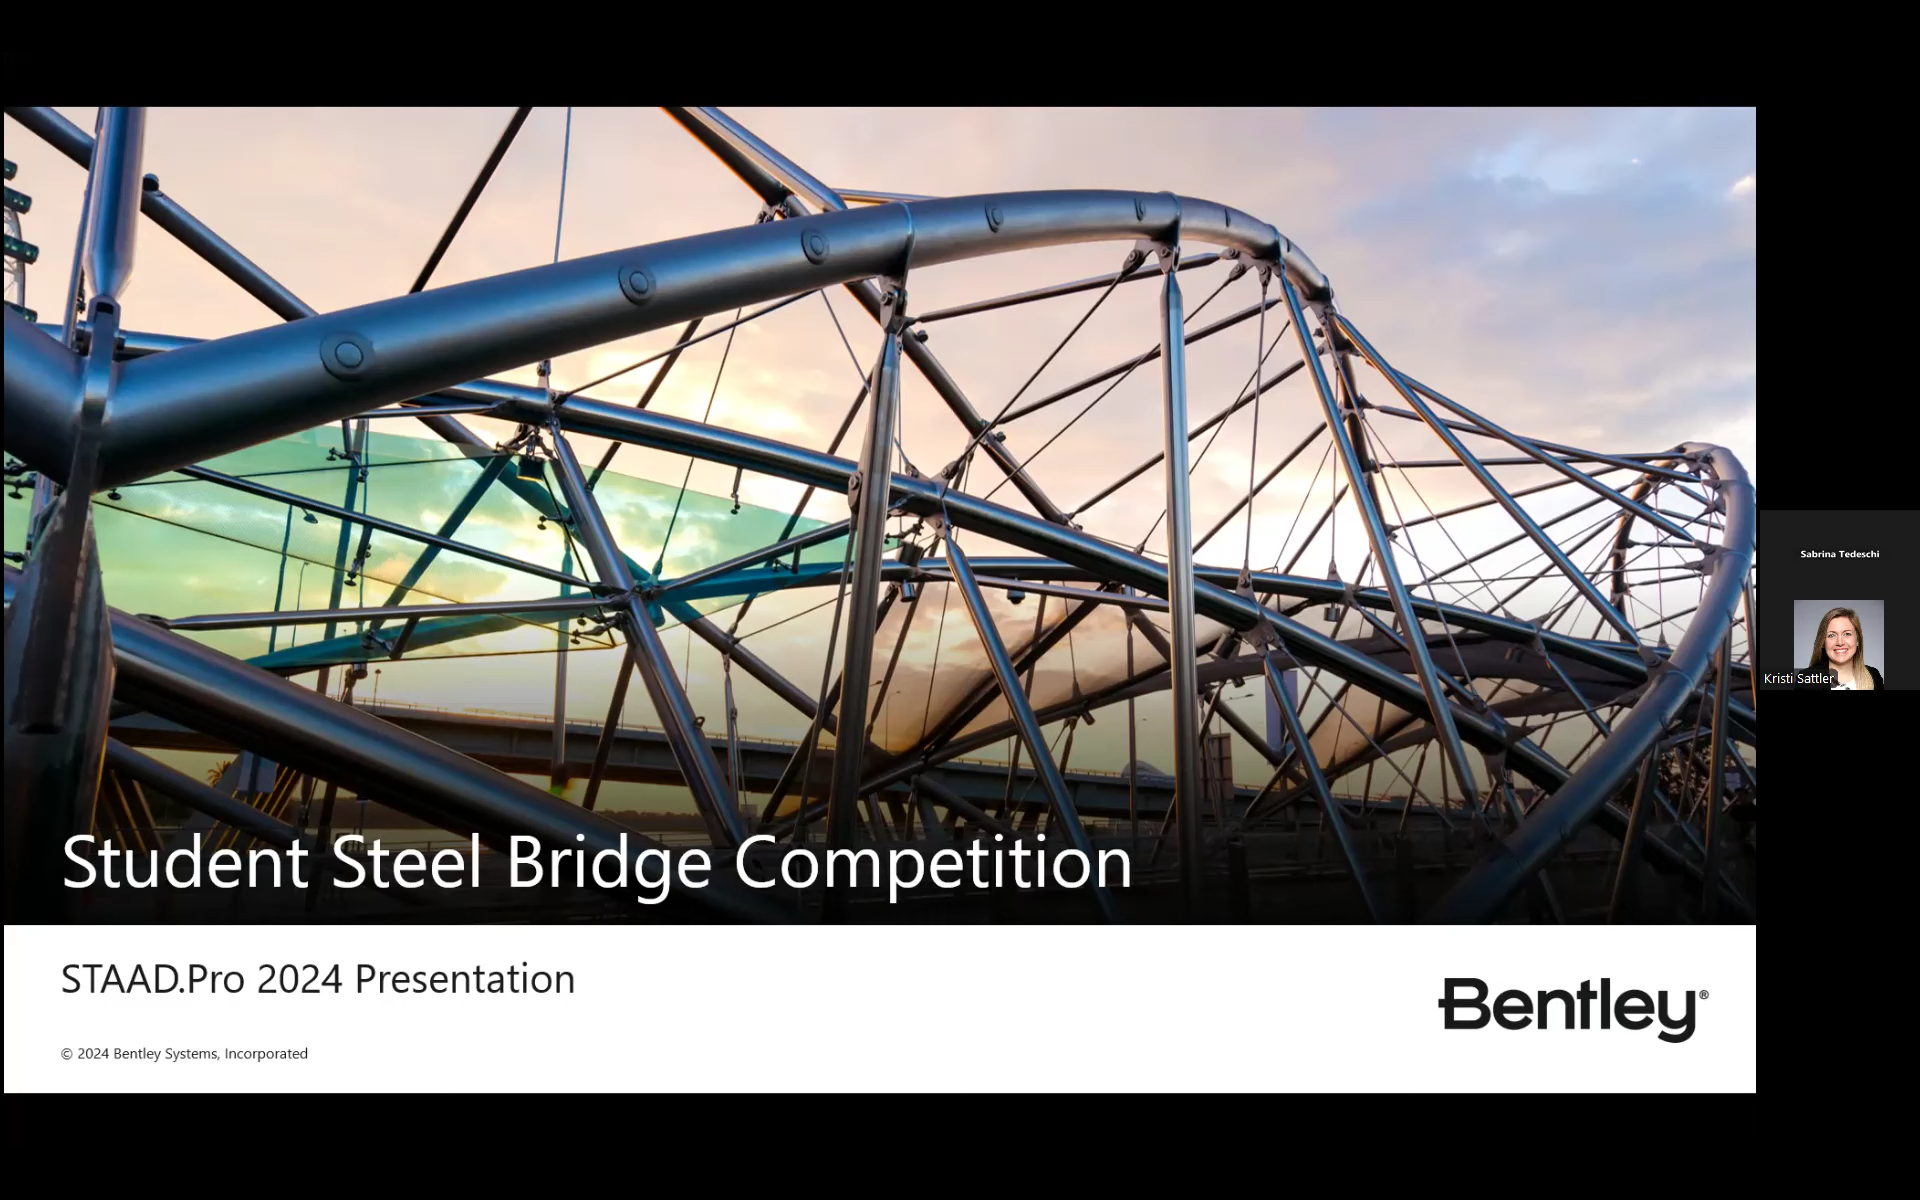 Student Steel Bridge Competition
STAAD.Pro 2024 Presentation
Bentley®
© 2024 Bentley Systems, Incorporated
Sabrina Tedeschi
Kristi Sattler